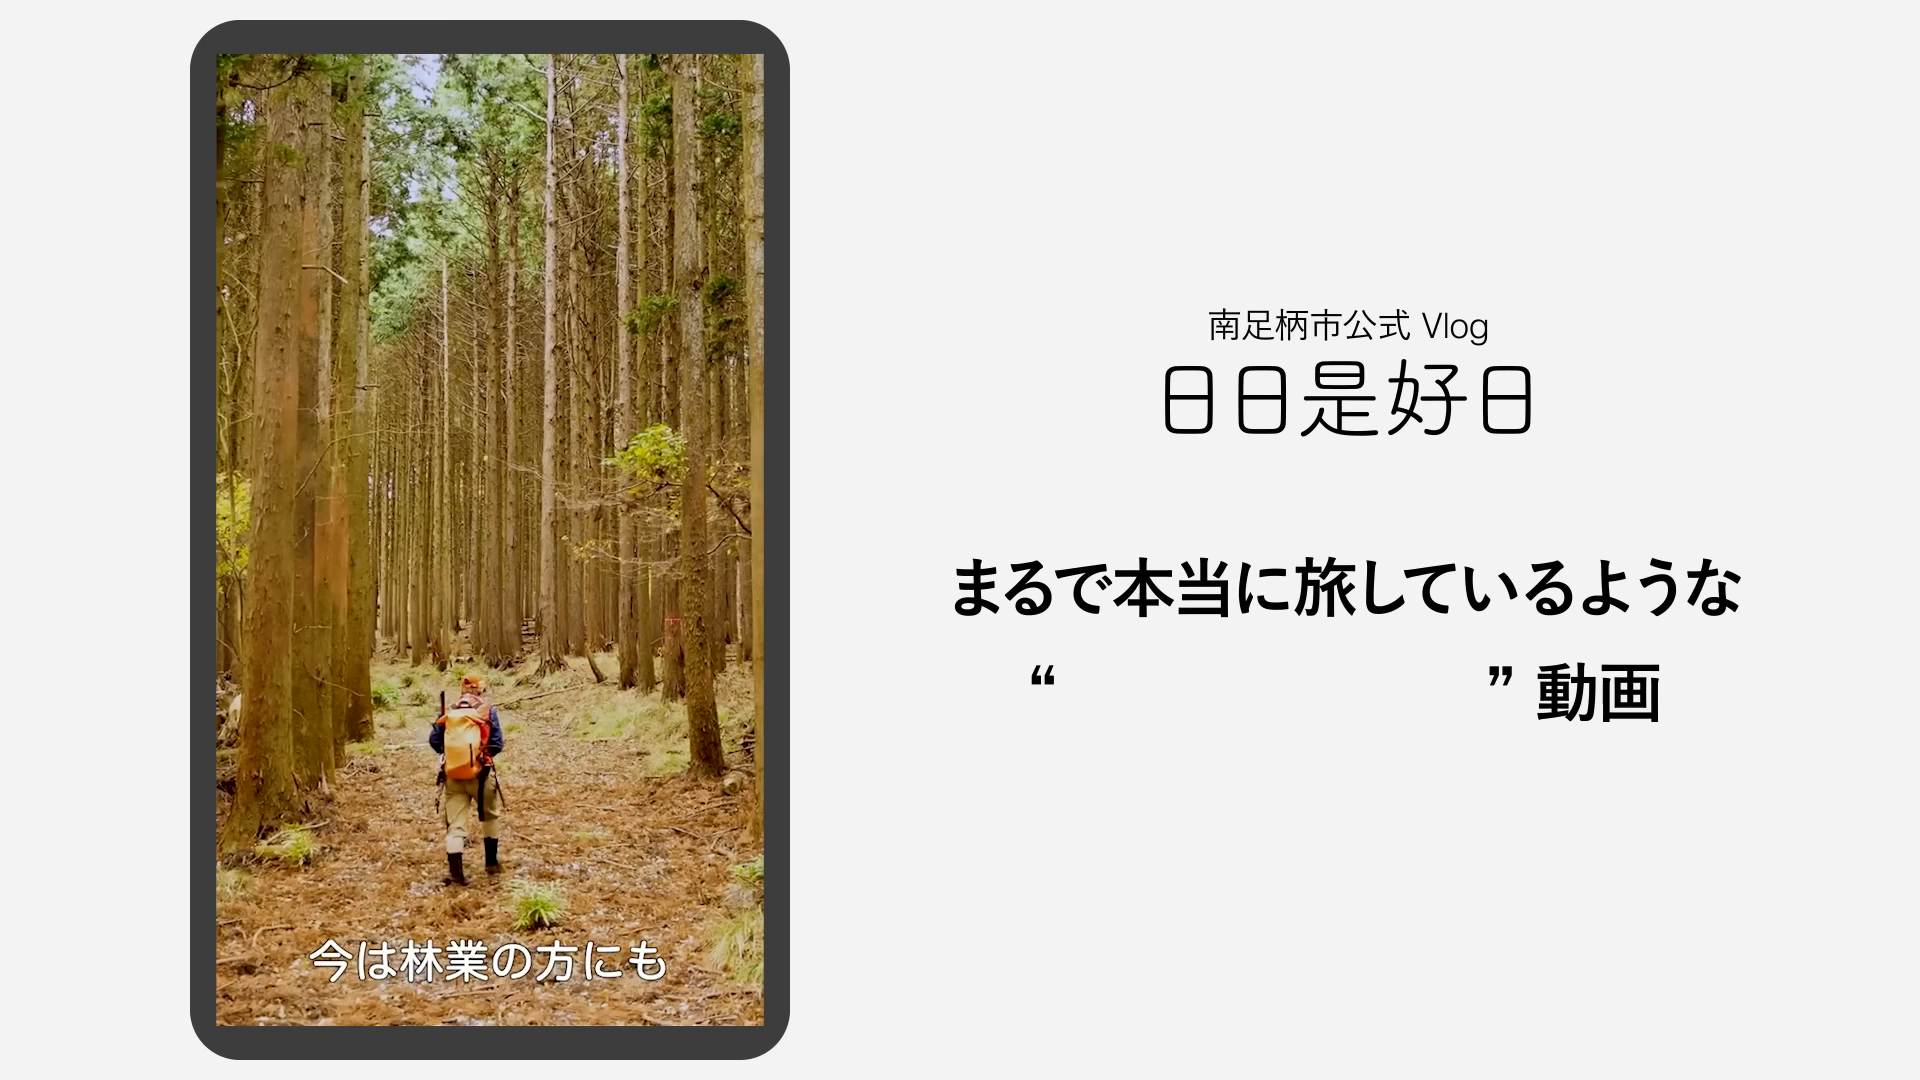 南足柄市公式 Vlog
日日是好日
まるで本当に旅しているような
“ ” 動画
今は林業の方にも